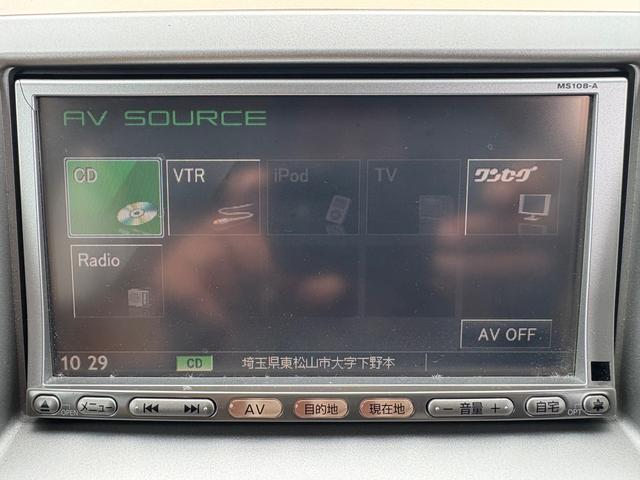 MS108-A
AV SOURCE
CD VTR iPod TV ワンセグ
Radio
AV OFF
10 29 CD 埼玉県東松山市大字下野本
OPEN メニュー AV 目的地 現在地 － 音量 ＋ 自宅 OPT